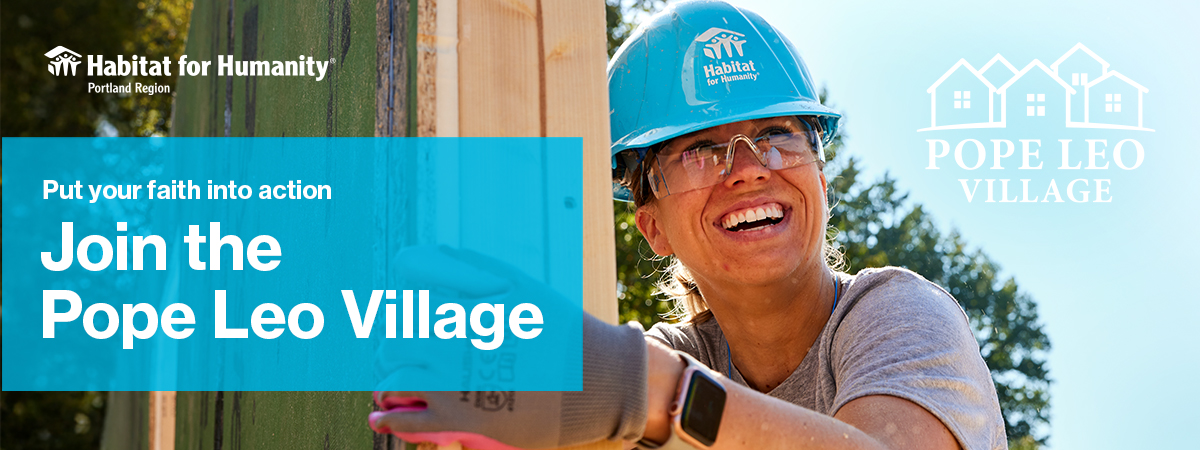 Habitat for Humanity®
Portland Region
Put your faith into action
Join the
Pope Leo Village
Habitat
for Humanity®
POPE LEO
VILLAGE